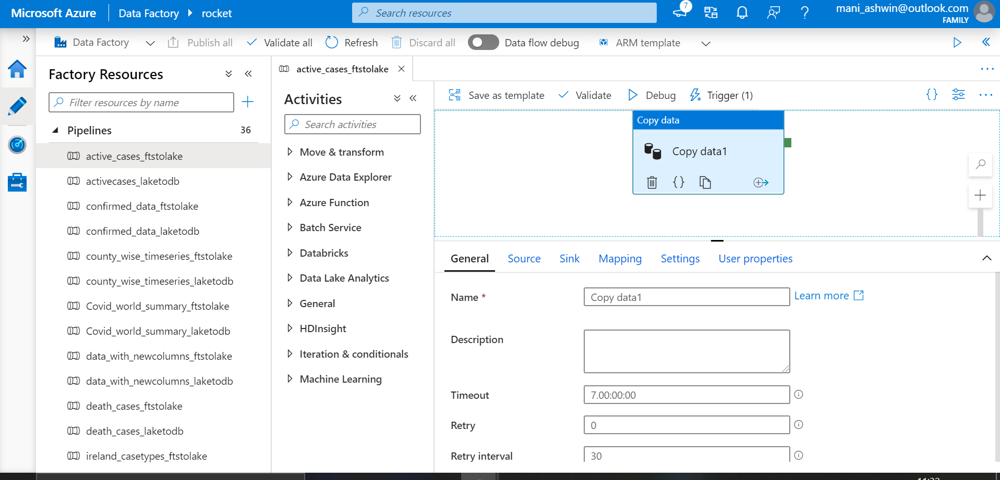 Microsoft Azure
Data Factory
rocket
Search resources
7
mani_ashwin@outlook.com
FAMILY
Data Factory
Publish all
Validate all
Refresh
Discard all
Data flow debug
ARM template
Factory Resources
Filter resources by name
Pipelines
36
active_cases_ftstolake
activecases_laketodb
confirmed_data_ftstolake
confirmed_data_laketodb
county_wise_timeseries_ftstolake
county_wise_timeseries_laketodb
Covid_world_summary_ftstolake
Covid_world_summary_laketodb
data_with_newcolumns_ftstolake
data_with_newcolumns_laketodb
death_cases_ftstolake
death_cases_laketodb
ireland_casetypes_ftstolake
active_cases_ftstolake
Activities
Search activities
Move & transform
Azure Data Explorer
Azure Function
Batch Service
Databricks
Data Lake Analytics
General
HDInsight
Iteration & conditionals
Machine Learning
Save as template
Validate
Debug
Trigger (1)
Copy data
Copy data1
General
Source
Sink
Mapping
Settings
User properties
Name *
Copy data1
Learn more
Description
Timeout
7.00:00:00
Retry
0
Retry interval
30